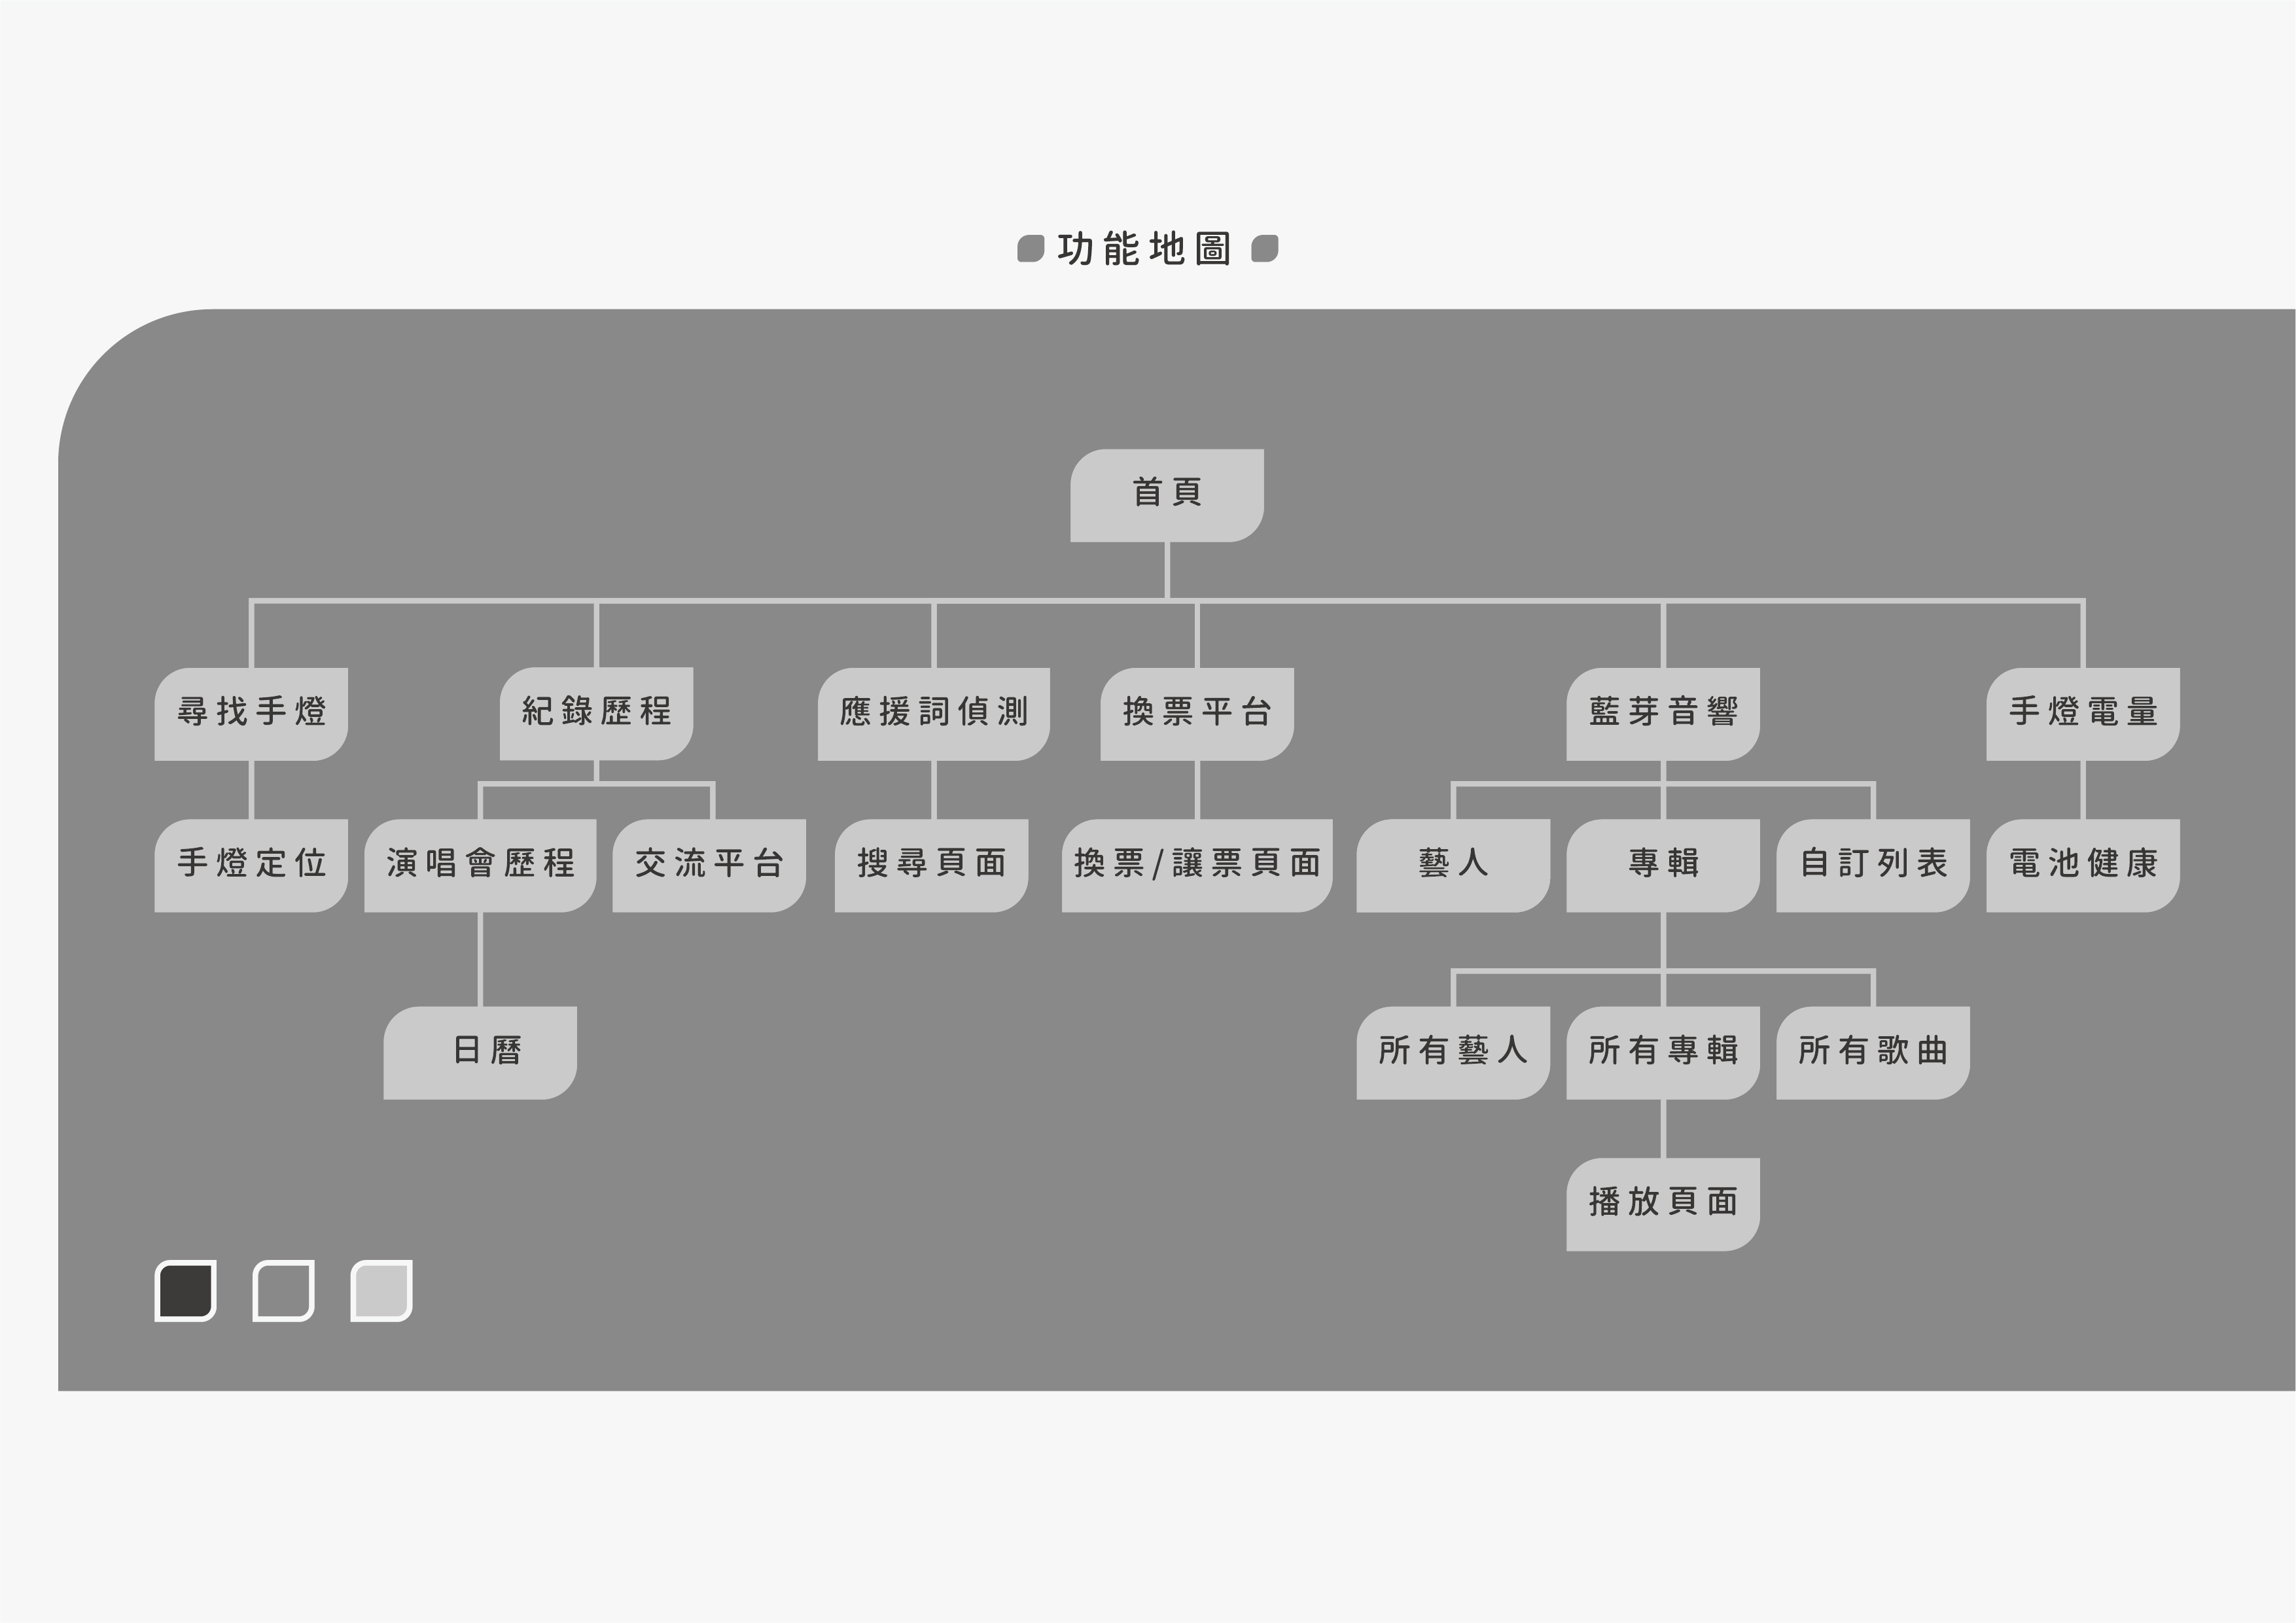 功能地圖
首頁
尋找手燈
紀錄歷程
應援詞偵測
換票平台
藍芽音響
手燈電量
手燈定位
演唱會歷程
交流平台
搜尋頁面
換票/讓票頁面
藝人
專輯
自訂列表
電池健康
日曆
所有藝人
所有專輯
所有歌曲
播放頁面